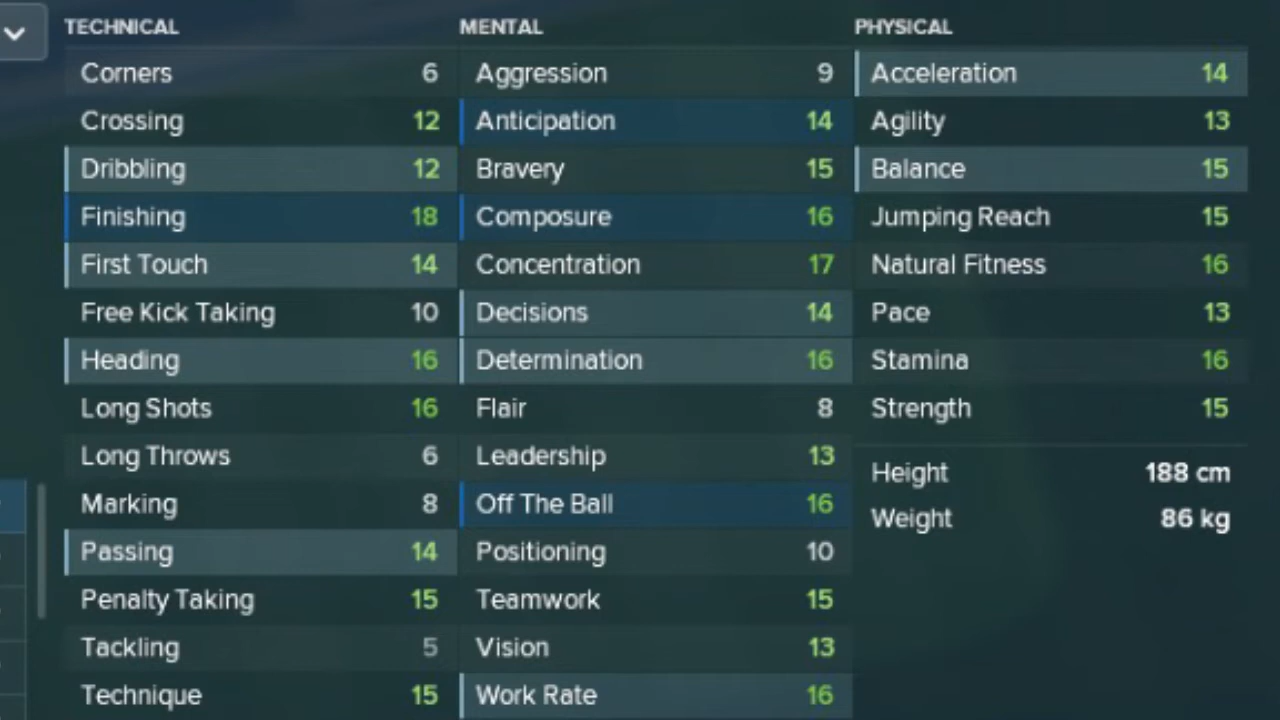 TECHNICAL MENTAL PHYSICAL
Corners 6 Aggression 9 Acceleration 14
Crossing 12 Anticipation 14 Agility 13
Dribbling 12 Bravery 15 Balance 15
Finishing 18 Composure 16 Jumping Reach 15
First Touch 14 Concentration 17 Natural Fitness 16
Free Kick Taking 10 Decisions 14 Pace 13
Heading 16 Determination 16 Stamina 16
Long Shots 16 Flair 8 Strength 15
Long Throws 6 Leadership 13 Height 188 cm
Marking 8 Off The Ball 16 Weight 86 kg
Passing 14 Positioning 10
Penalty Taking 15 Teamwork 15
Tackling 5 Vision 13
Technique 15 Work Rate 16